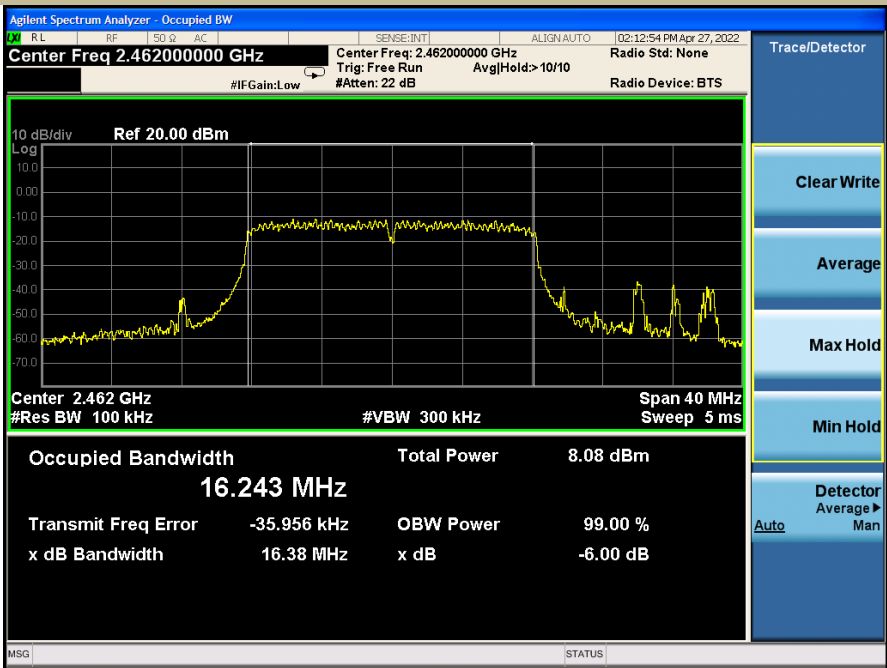 Agilent Spectrum Analyzer - Occupied BW
LXI RL RF 50 Ω AC SENSE:INT ALIGN AUTO 02:12:54 PM Apr 27, 2022
Center Freq 2.462000000 GHz Center Freq: 2.462000000 GHz Radio Std: None Trace/Detector
Trig: Free Run Avg|Hold:>10/10
#IFGain:Low #Atten: 22 dB Radio Device: BTS
10 dB/div Ref 20.00 dBm
Log
10.0
0.00
-10.0
-20.0
-30.0
-40.0
-50.0
-60.0
-70.0
Center 2.462 GHz Span 40 MHz
#Res BW 100 kHz #VBW 300 kHz Sweep 5 ms
Occupied Bandwidth Total Power 8.08 dBm
16.243 MHz
Transmit Freq Error -35.956 kHz OBW Power 99.00 %
x dB Bandwidth 16.38 MHz x dB -6.00 dB
Clear Write
Average
Max Hold
Min Hold
Detector
Average▶
Auto Man
MSG STATUS